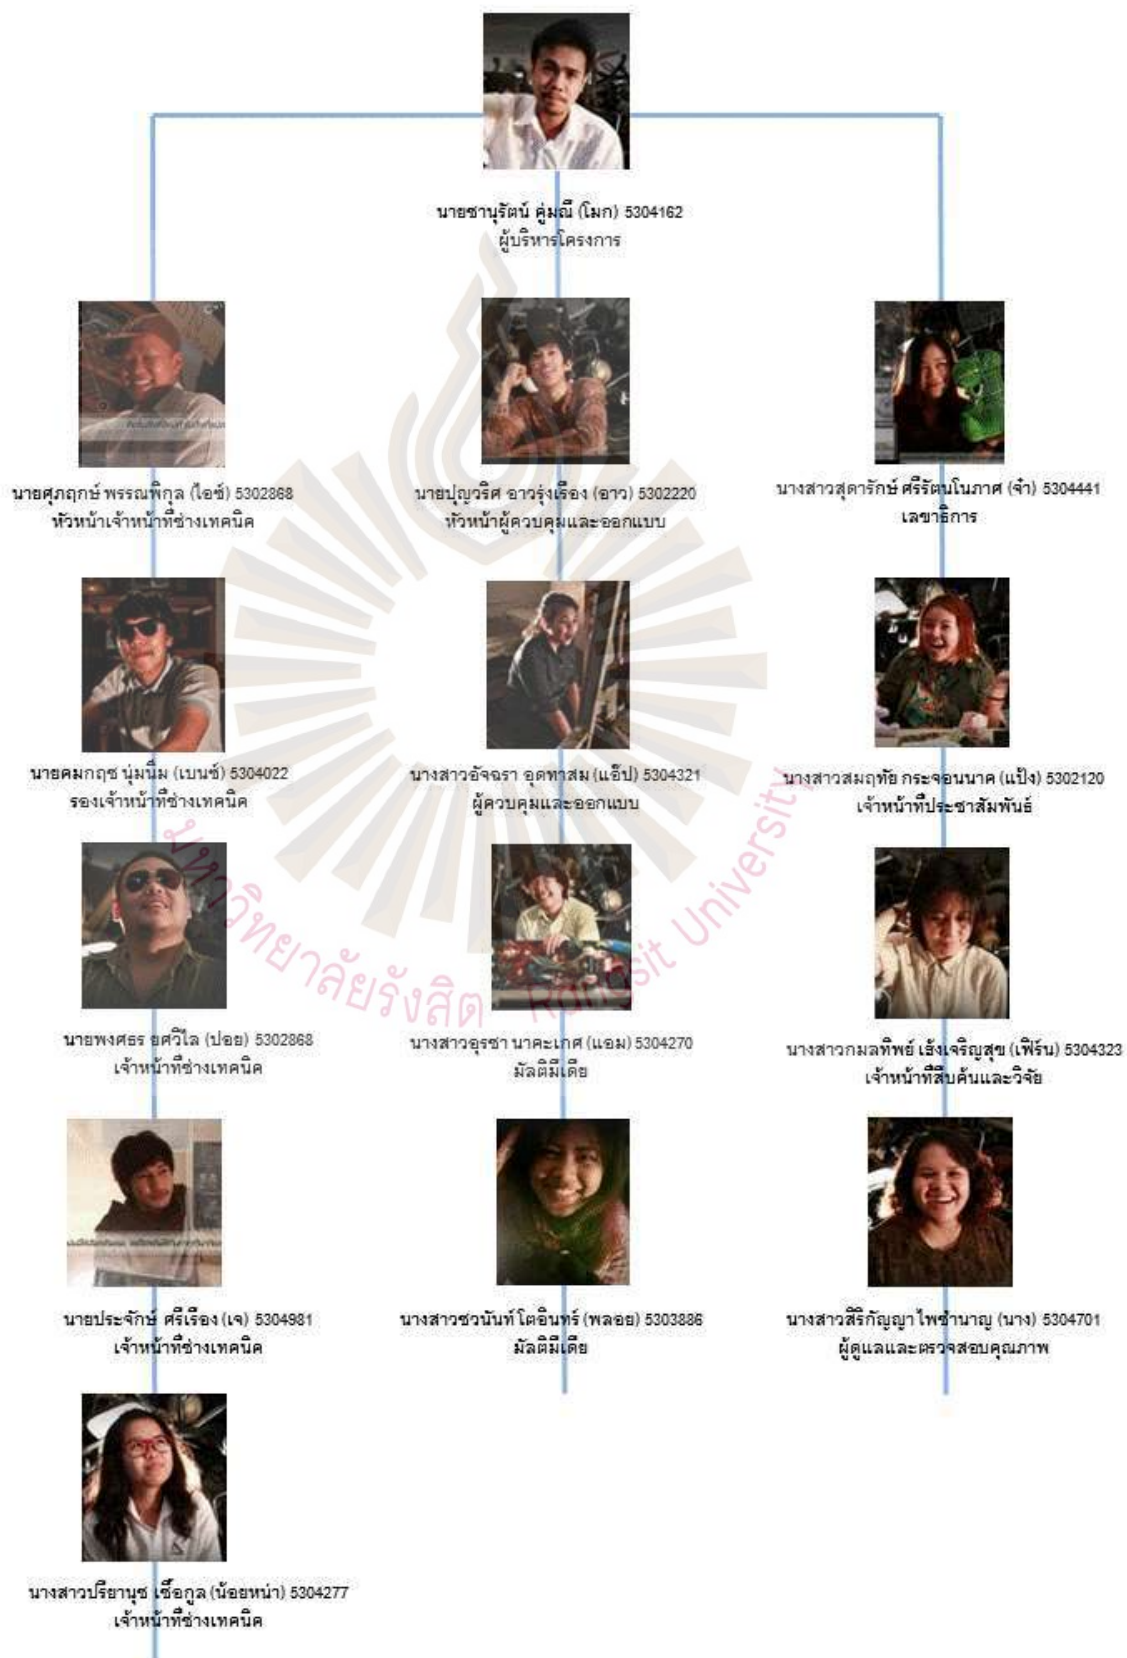 นายชานุรัตน์ คู่มณี (โมก) 5304162
ผู้บริหารโครงการ
นายศุภฤกษ์ พรรณพิกุล (ไอซ์) 5302868
หัวหน้าเจ้าหน้าที่ช่างเทคนิค
นายปุญวริศ อาวรุ่งเรือง (อาว) 5302220
หัวหน้าผู้ควบคุมและออกแบบ
นางสาวสุดารักษ์ ศรีรัตนโนภาศ (จ๋า) 5304441
เลขาธิการ
นายคมกฤช นุ่มนิ่ม (เบนซ์) 5304022
รองเจ้าหน้าที่ช่างเทคนิค
นางสาวอัจฉรา อุดทาสม (แอ๊ป) 5304321
ผู้ควบคุมและออกแบบ
นางสาวสมฤทัย กระจอนนาค (แป้ง) 5302120
เจ้าหน้าที่ประชาสัมพันธ์
นายพงศธร ยศวิไล (ปอย) 5302868
เจ้าหน้าที่ช่างเทคนิค
นางสาวอุรชา นาคะเกศ (แอม) 5304270
มัลติมีเดีย
นางสาวกมลทิพย์ เฮ้งเจริญสุข (เฟิร์น) 5304323
เจ้าหน้าที่สืบค้นและวิจัย
นายประจักษ์ ศรีเรือง (เจ) 5304981
เจ้าหน้าที่ช่างเทคนิค
นางสาวชวนันท์ โตอินทร์ (พลอย) 5303886
มัลติมีเดีย
นางสาวสิริกัญญา ไพชำนาญ (นาง) 5304701
ผู้ดูแลและตรวจสอบคุณภาพ
นางสาวปรียานุช เชื้อกูล (น้อยหน่า) 5304277
เจ้าหน้าที่ช่างเทคนิค
มหาวิทยาลัยรังสิต Rangsit University